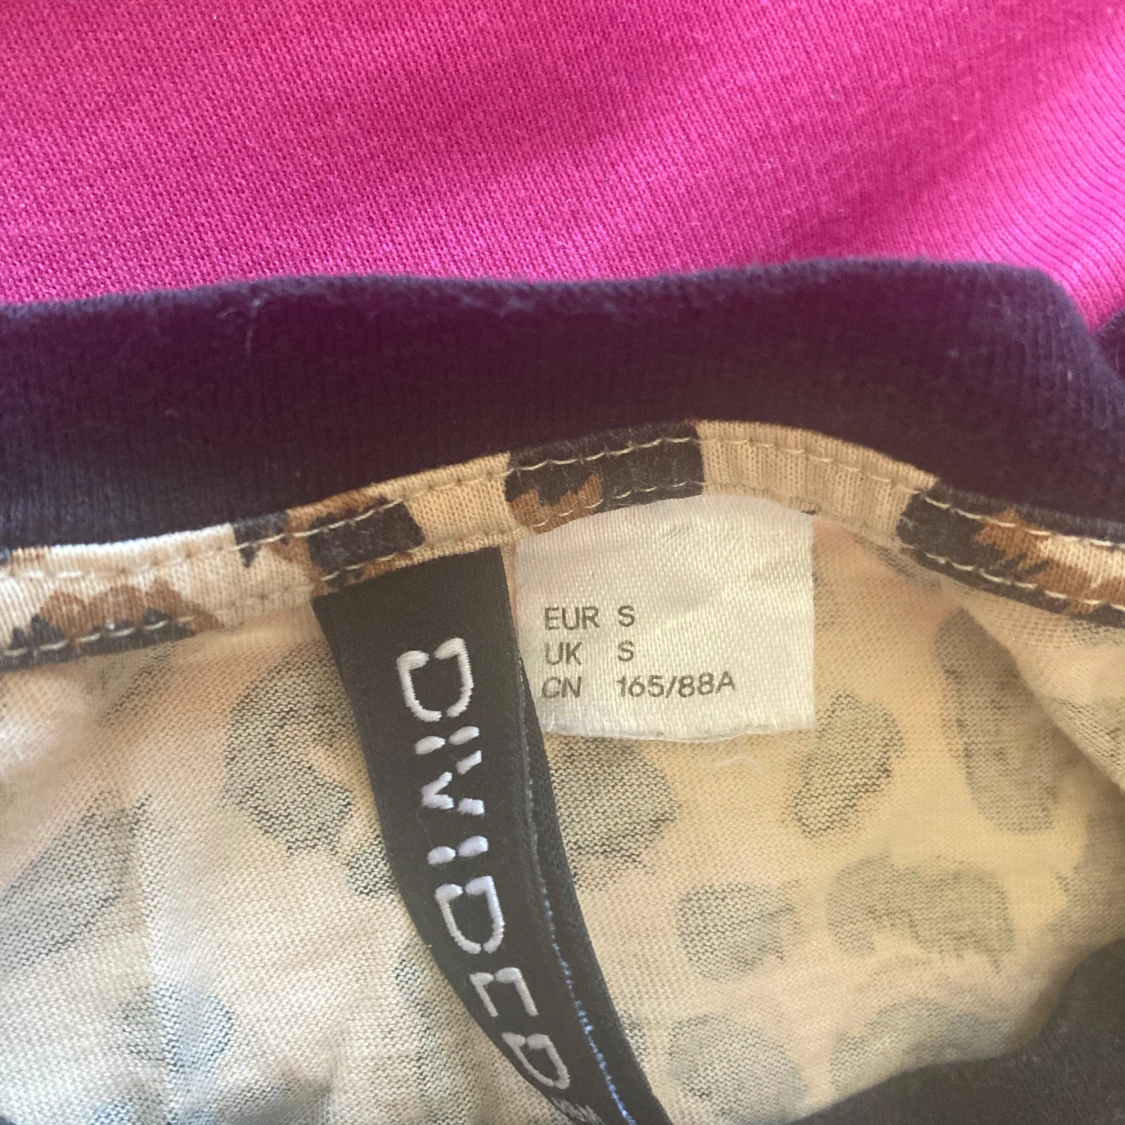 EUR S
UK S
CN 165/88A
DIVIDED